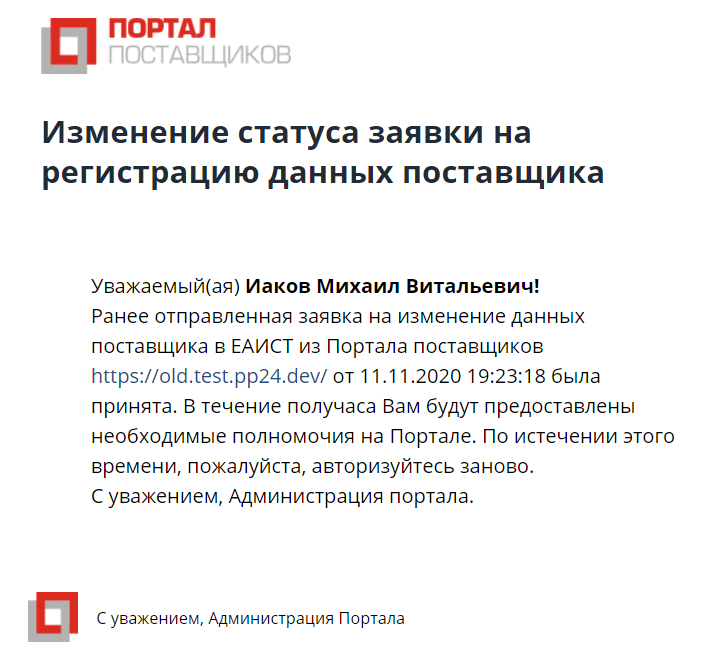 ПОРТАЛ
ПОСТАВЩИКОВ
Изменение статуса заявки на
регистрацию данных поставщика
Уважаемый(ая) Иаков Михаил Витальевич!
Ранее отправленная заявка на изменение данных
поставщика в ЕАИСТ из Портала поставщиков
https://old.test.pp24.dev/ от 11.11.2020 19:23:18 была
принята. В течение получаса Вам будут предоставлены
необходимые полномочия на Портале. По истечении этого
времени, пожалуйста, авторизуйтесь заново.
С уважением, Администрация портала.
С уважением, Администрация Портала